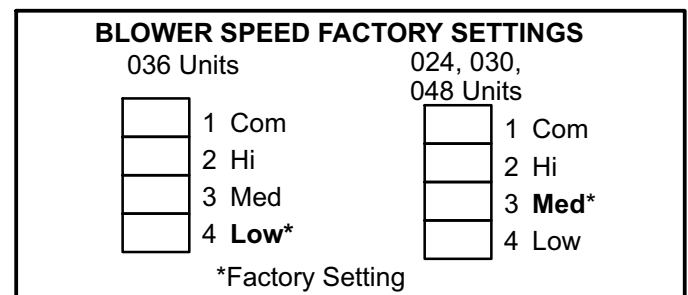 BLOWER SPEED FACTORY SETTINGS
036 Units
1 Com
2 Hi
3 Med
4 Low*
024, 030,
048 Units
1 Com
2 Hi
3 Med*
4 Low
*Factory Setting